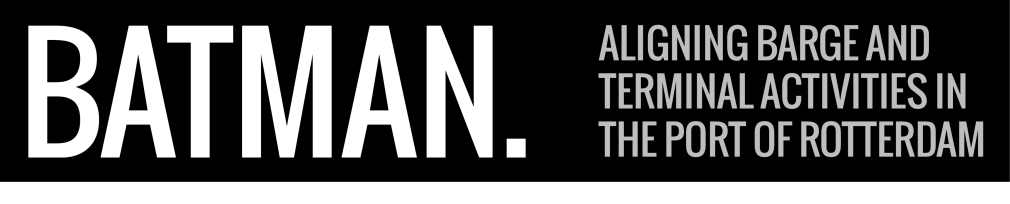 BATMAN.
ALIGNING BARGE AND
TERMINAL ACTIVITIES IN
THE PORT OF ROTTERDAM